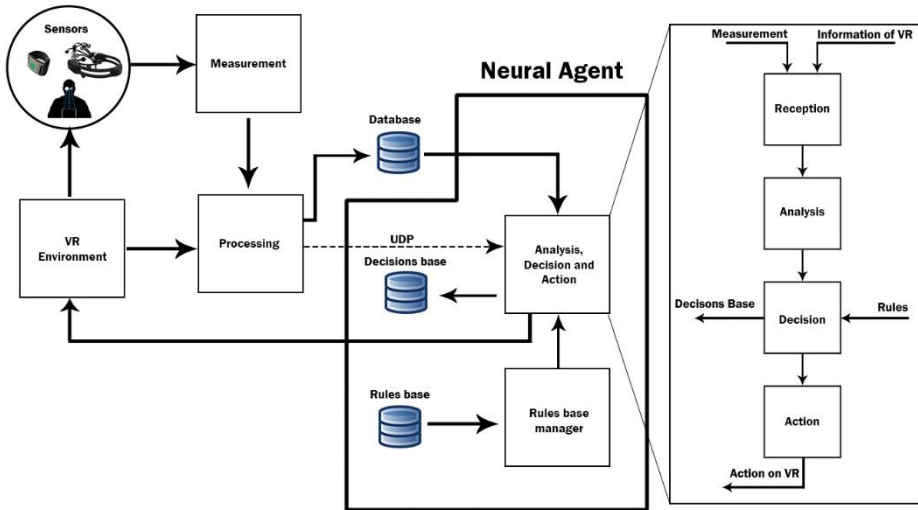 Sensors
Measurement
Neural Agent
Database
VR
Environment
Processing
UDP
Decisions base
Analysis,
Decision and
Action
Rules base
Rules base
manager
Measurement
Information of VR
Reception
Analysis
Decisons Base
Decision
Rules
Action
Action on VR